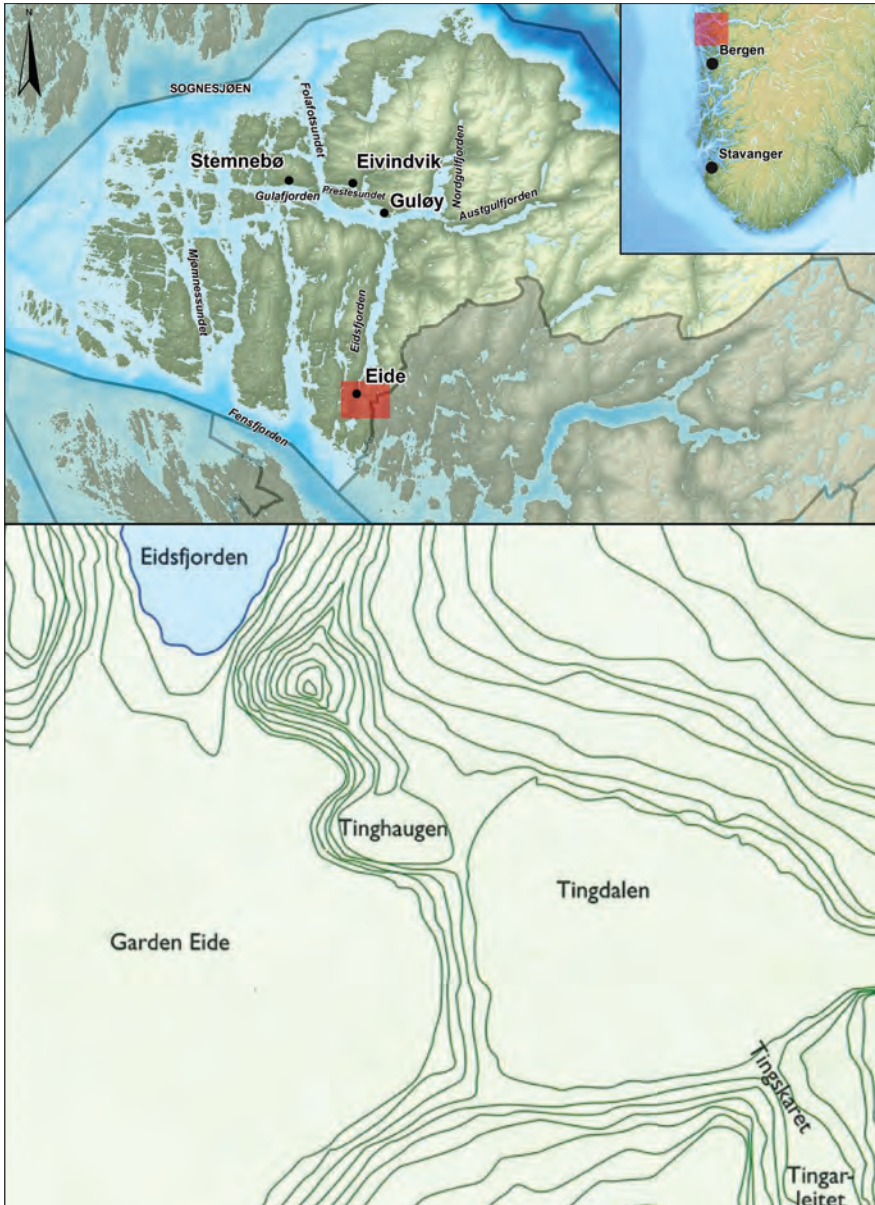 N
SOGNESJØEN
Folafotsundet
Stemnebø
Eivindvik
Prestesundet
Gulafjorden
Guløy
Nordgulfjorden
Austgulfjorden
Mjømnessundet
Eidsfjorden
Eide
Fensfjorden
Bergen
Stavanger
Eidsfjorden
Tinghaugen
Tingdalen
Garden Eide
Tingskaret
Tingar-
leitet